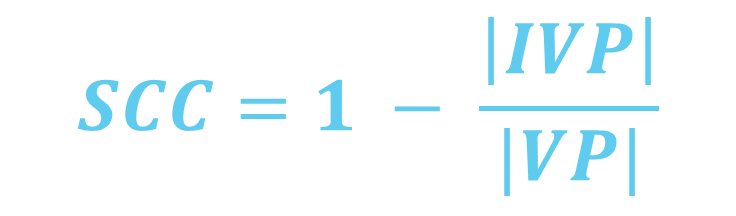 SCC = 1 − |IVP|
|VP|